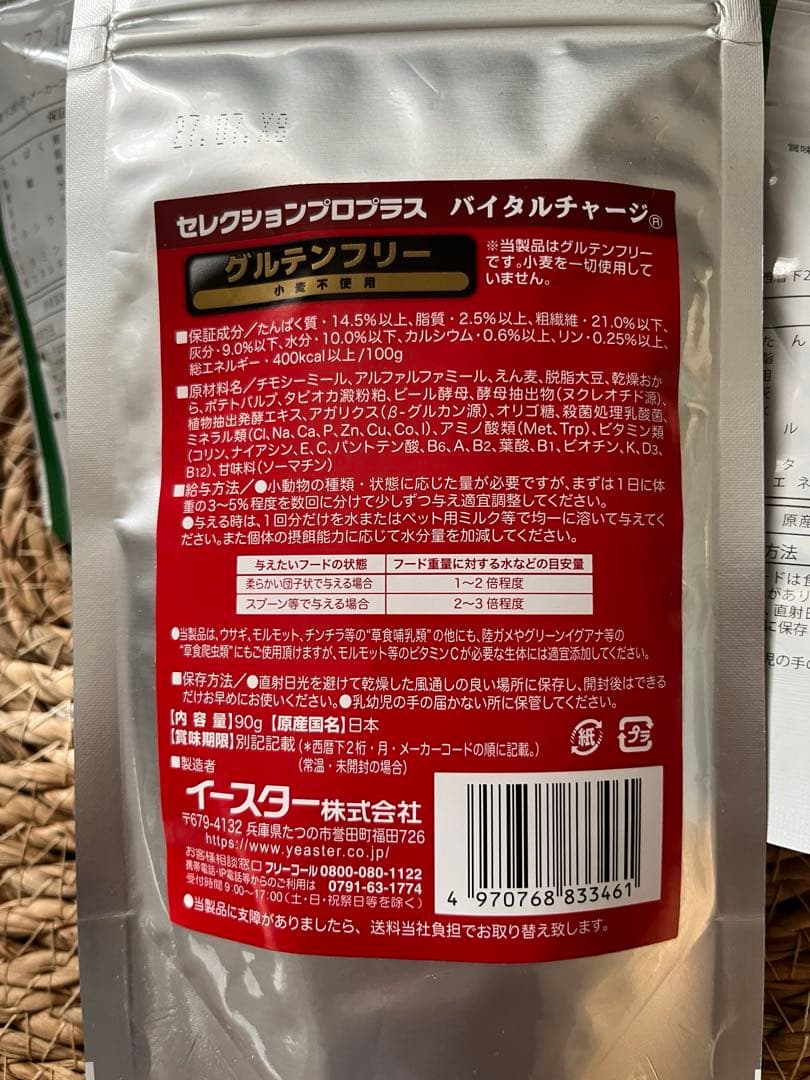 27.07.X8
セレクションプロプラス バイタルチャージ®
グルテンフリー
小麦不使用
※当製品はグルテンフリー
です。小麦を一切使用して
いません。
■保証成分／たんぱく質・14.5%以上、脂質・2.5%以上、粗繊維・21.0%以下、
灰分・9.0%以下、水分・10.0%以下、カルシウム・0.6%以上、リン・0.25%以上、
総エネルギー・400kcal以上/100g
■原材料名／チモシーミール、アルファルファミール、えん麦、脱脂大豆、乾燥おか
ら、ポテトパルプ、タピオカ澱粉粕、ビール酵母、酵母抽出物（ヌクレオチド源）、
植物抽出発酵エキス、アガリクス（β-グルカン源）、オリゴ糖、殺菌処理乳酸菌、
ミネラル類（Cl、Na、Ca、P、Zn、Cu、Co、I）、アミノ酸類（Met、Trp）、ビタミン類
（コリン、ナイアシン、E、C、パントテン酸、B6、A、B2、葉酸、B1、ビオチン、K、D3、
B12）、甘味料（ソーマチン）
■給与方法／●小動物の種類・状態に応じた量が必要ですが、まずは1日に体
重の3〜5%程度を数回に分けて少しずつ与え適宜調整してください。
●与える時は、1回分だけを水またはペット用ミルク等で均一に溶いて与えてく
ださい。また個体の摂餌能力に応じて水分量を加減してください。
与えたいフードの状態 フード重量に対する水などの目安量
柔らかい団子状で与える場合 1〜2倍程度
スプーン等で与える場合 2〜3倍程度
●当製品は、ウサギ、モルモット、チンチラ等の“草食哺乳類”の他にも、陸ガメやグリーンイグアナ等の
“草食爬虫類”にもご使用頂けますが、モルモット等のビタミンCが必要な生体には適宜添加してください。
■保存方法／●直射日光を避けて乾燥した風通しの良い場所に保存し、開封後はできる
だけお早めにお使いください。●乳幼児の手の届かない所に保管してください。
【内容量】90g【原産国名】日本
【賞味期限】別記記載（＊西暦下2桁・月・メーカーコードの順に記載。）
（常温・未開封の場合）
紙 プラ
■製造者
イースター株式会社
〒679-4132 兵庫県たつの市誉田町福田726
https://www.yeaster.co.jp/
お客様相談窓口 フリーコール0800-080-1122
携帯電話・IP電話等からのご利用は 0791-63-1774
受付時間 9:00〜17:00（土・日・祝祭日等を除く）
4 970768 833461
●当製品に支障がありましたら、送料当社負担でお取り替え致します。